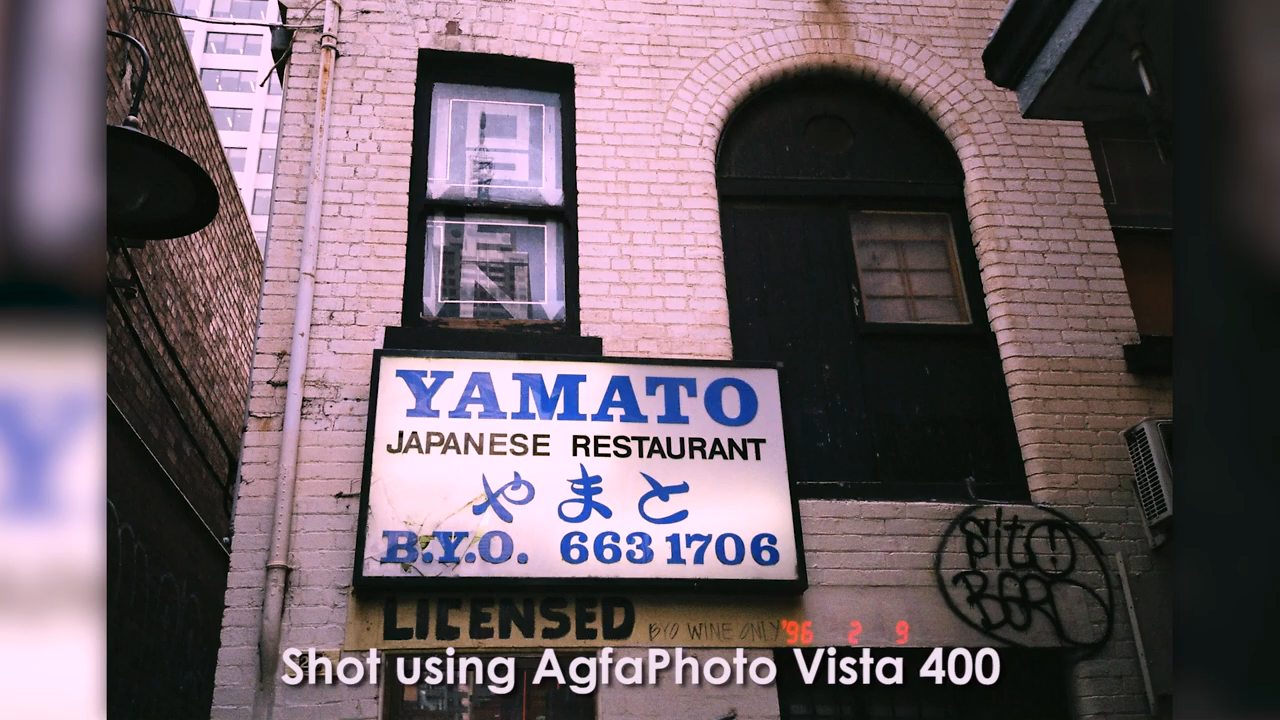 OPEN
YAMATO
JAPANESE RESTAURANT
やまと
B.Y.O. 663 1706
LICENSED BYO WINE ONLY
'96 2 9
Shot using AgfaPhoto Vista 400